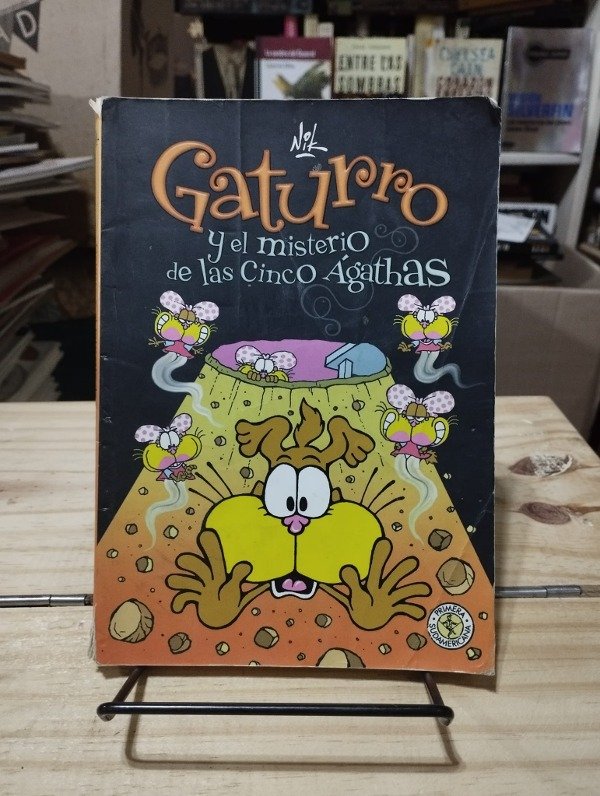 Nik
Gaturro
y el misterio
de las Cinco Ágathas
PRIMERA
SUDAMERICANA
ENTRE LAS
SOMBRAS